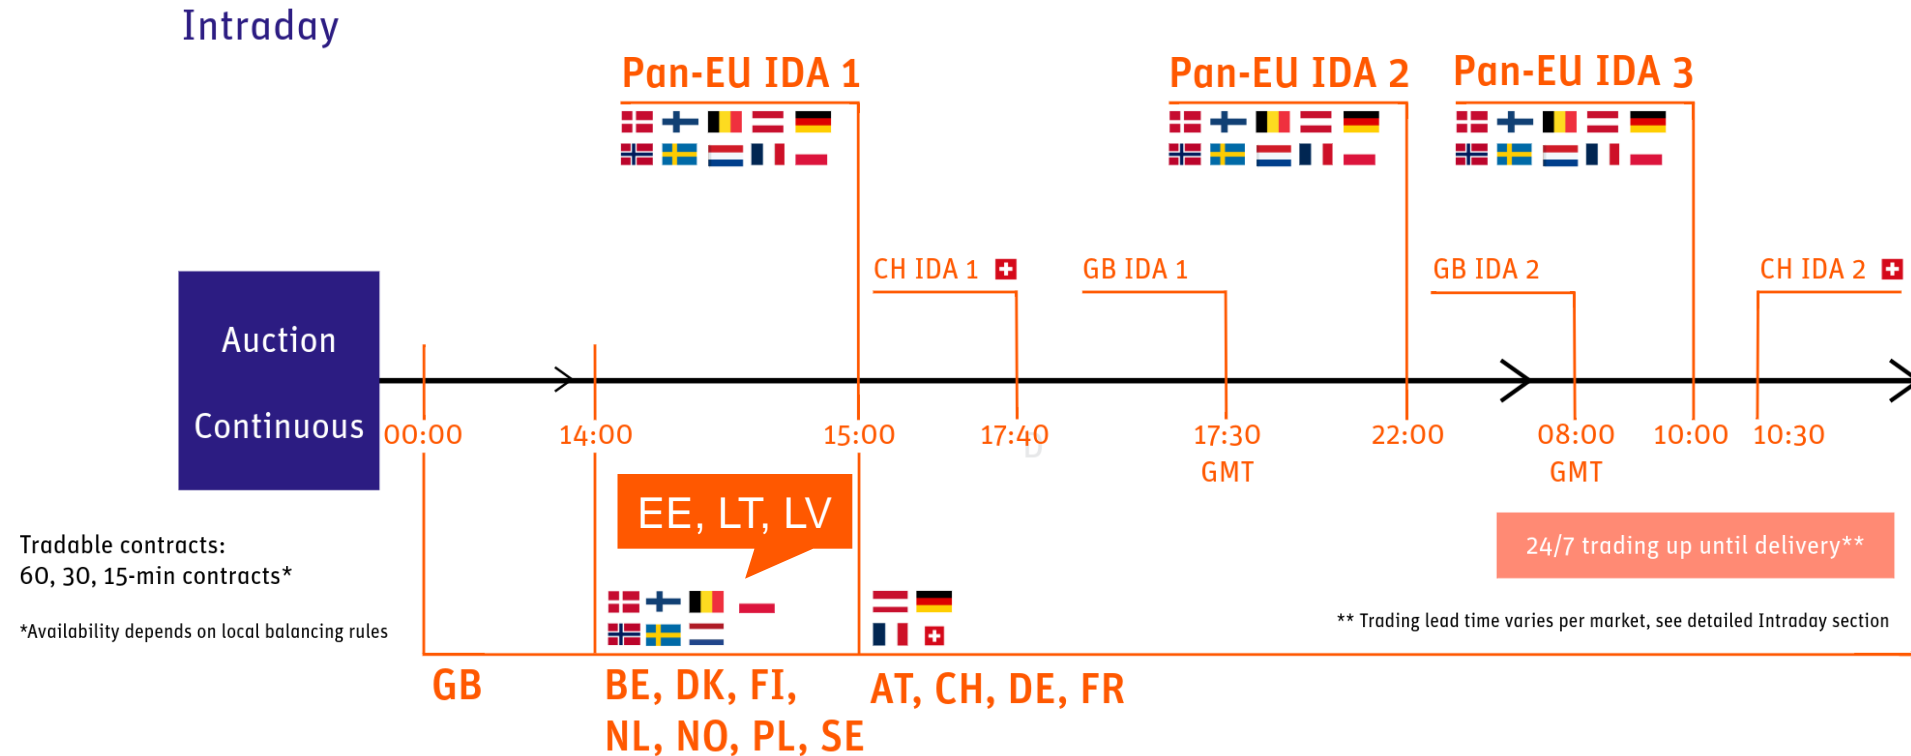 Intraday
Pan-EU IDA 1
Pan-EU IDA 2
Pan-EU IDA 3
CH IDA 1
GB IDA 1
GB IDA 2
CH IDA 2
Auction
Continuous
00:00
14:00
15:00
17:40
17:30
GMT
22:00
08:00
GMT
10:00
10:30
D
EE, LT, LV
Tradable contracts:
60, 30, 15-min contracts*
*Availability depends on local balancing rules
24/7 trading up until delivery**
** Trading lead time varies per market, see detailed Intraday section
GB
BE, DK, FI,
NL, NO, PL, SE
AT, CH, DE, FR